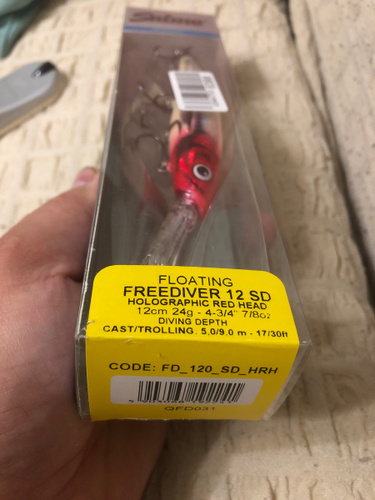 Salmo
FLOATING
FREEDIVER 12 SD
HOLOGRAPHIC RED HEAD
12cm 24g - 4-3/4" 7/8oz
DIVING DEPTH
CAST/TROLLING: 5,0/9,0 m - 17/30ft
CODE: FD_120_SD_HRH
QFD031